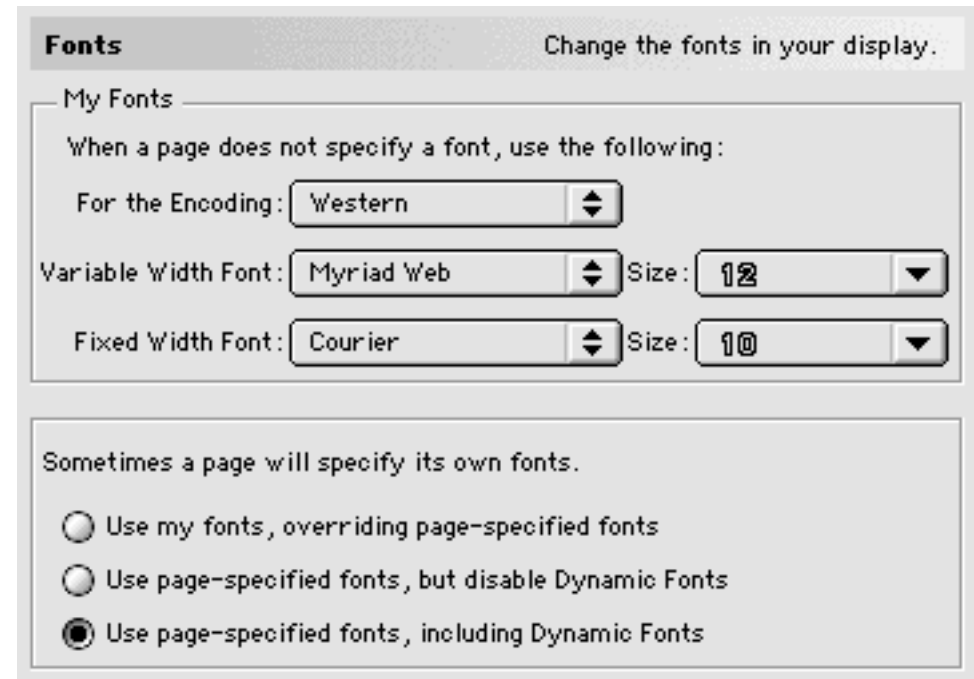 Fonts Change the fonts in your display.
My Fonts
When a page does not specify a font, use the following:
For the Encoding: Western
Variable Width Font: Myriad Web Size: 12
Fixed Width Font: Courier Size: 10
Sometimes a page will specify its own fonts.
Use my fonts, overriding page-specified fonts
Use page-specified fonts, but disable Dynamic Fonts
Use page-specified fonts, including Dynamic Fonts